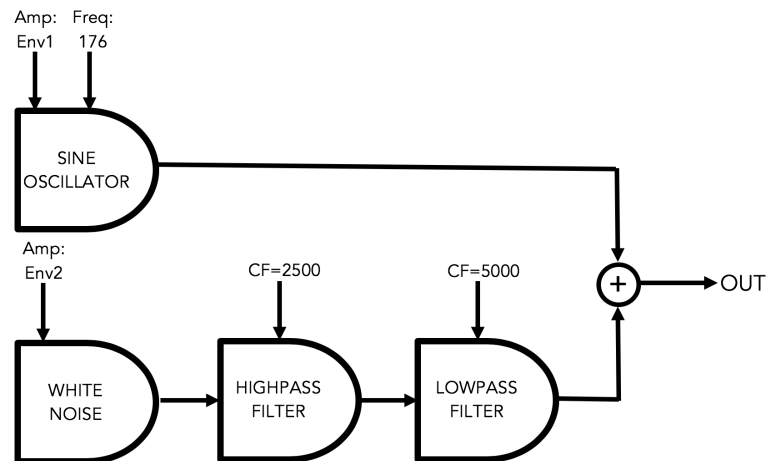 Amp:
Env1
Freq:
176
SINE
OSCILLATOR
Amp:
Env2
CF=2500
CF=5000
+
OUT
WHITE
NOISE
HIGHPASS
FILTER
LOWPASS
FILTER